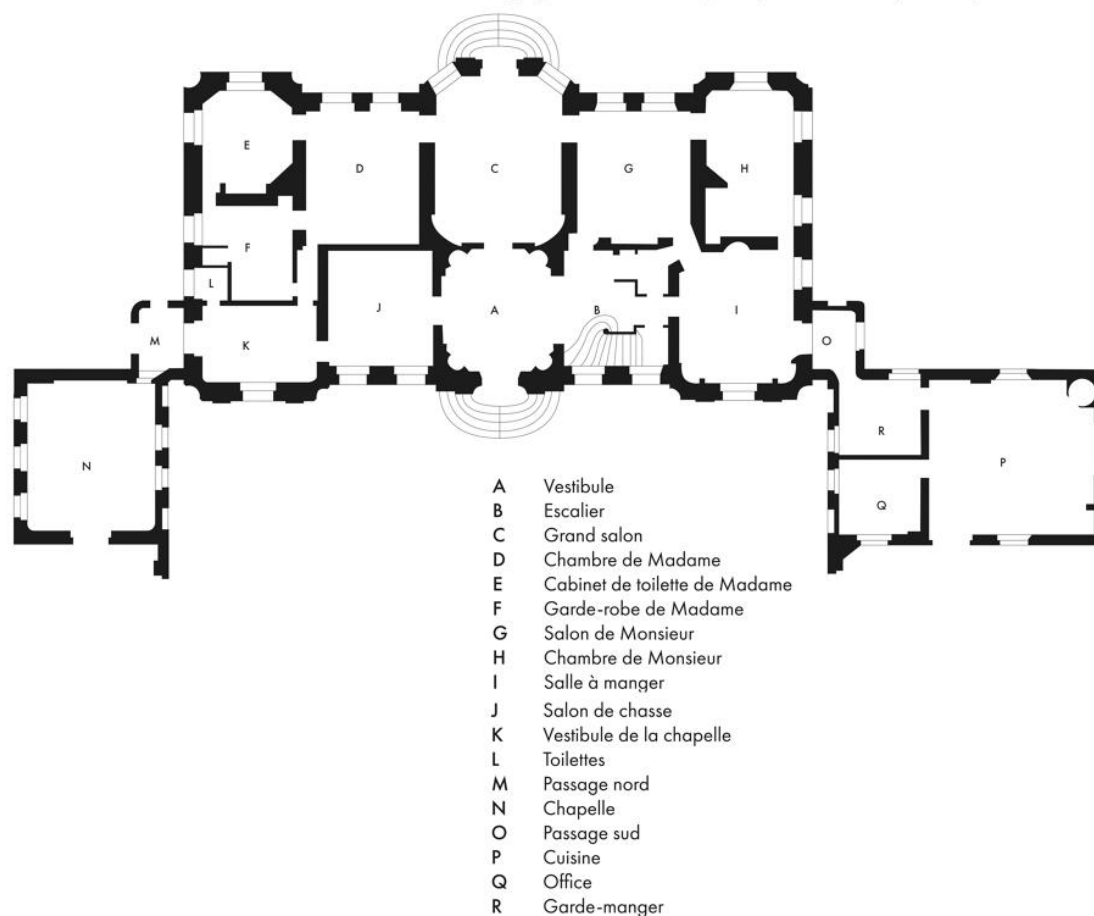 E
D
C
G
H
F
L
J
A
B
I
M
K
O
N
R
P
Q
A Vestibule
B Escalier
C Grand salon
D Chambre de Madame
E Cabinet de toilette de Madame
F Garde-robe de Madame
G Salon de Monsieur
H Chambre de Monsieur
I Salle à manger
J Salon de chasse
K Vestibule de la chapelle
L Toilettes
M Passage nord
N Chapelle
O Passage sud
P Cuisine
Q Office
R Garde-manger